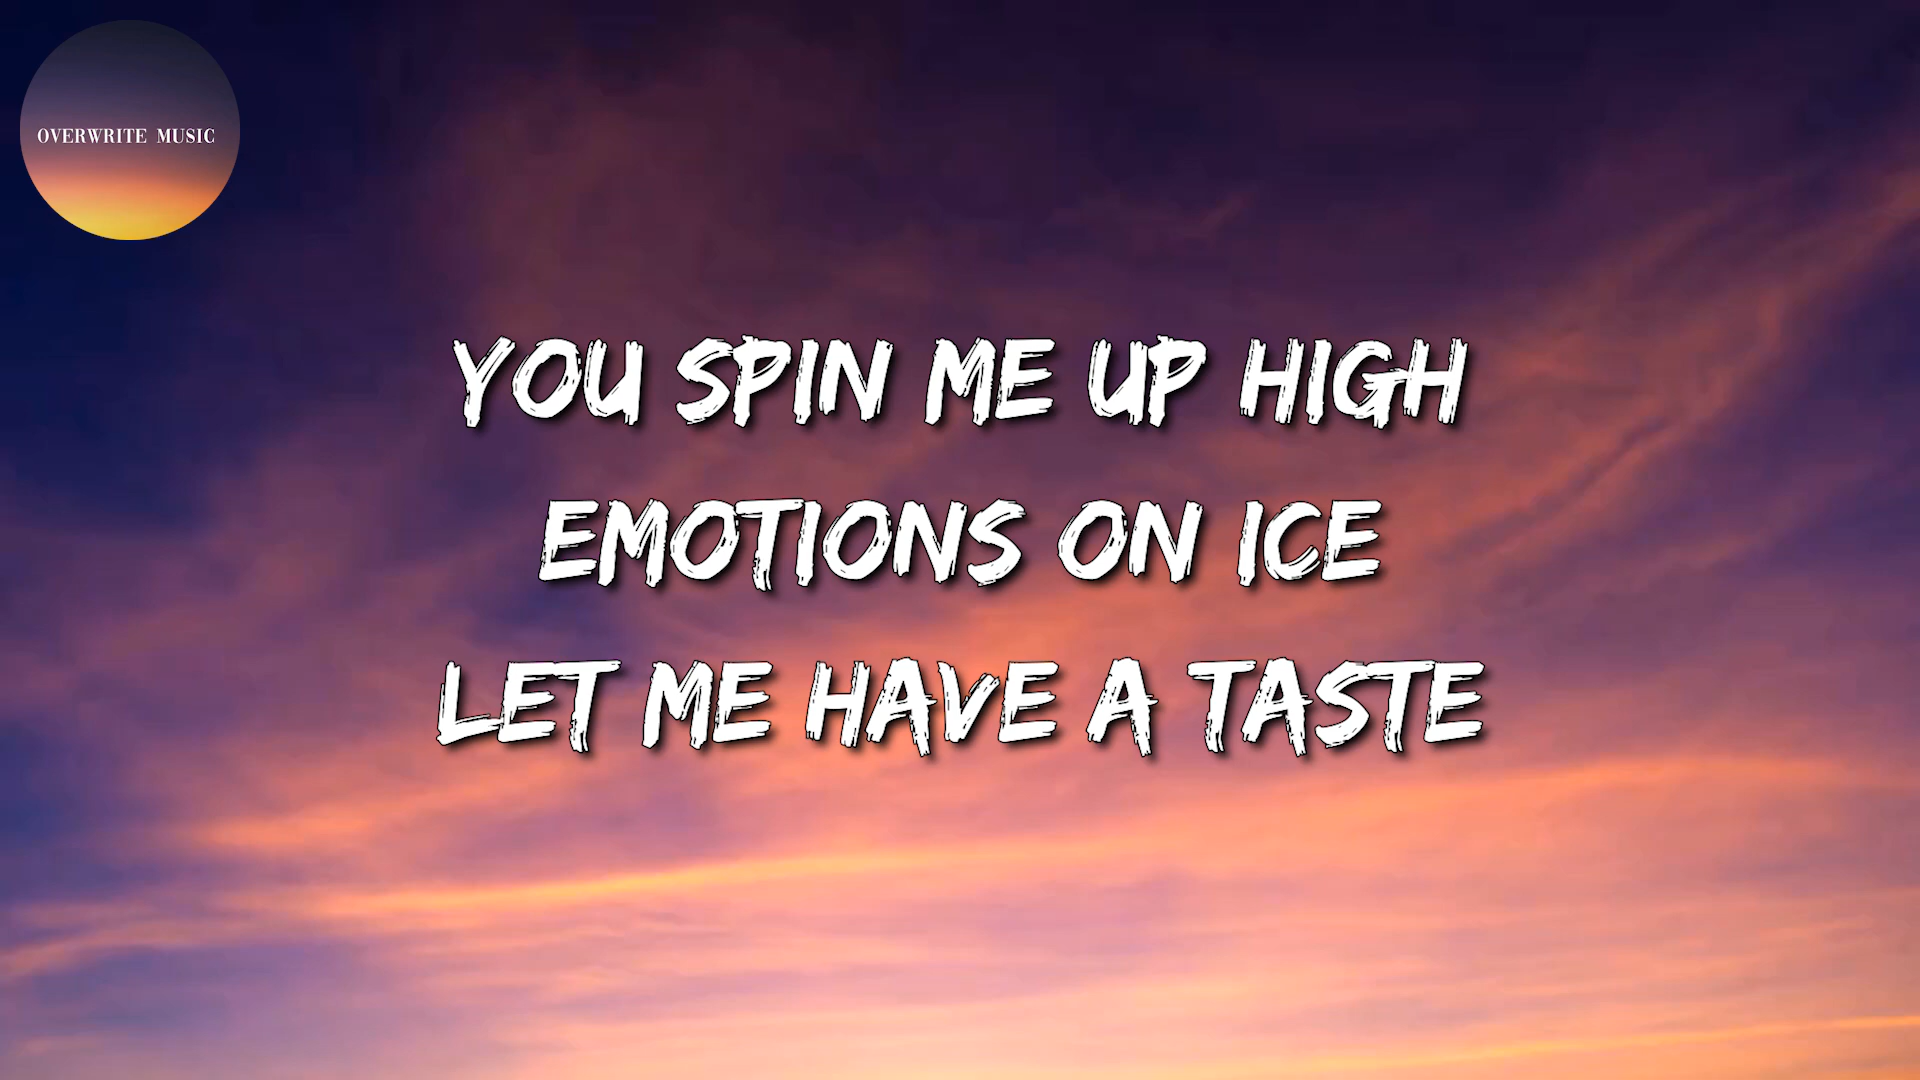 OVERWRITE MUSIC
YOU SPIN ME UP HIGH
EMOTIONS ON ICE
LET ME HAVE A TASTE